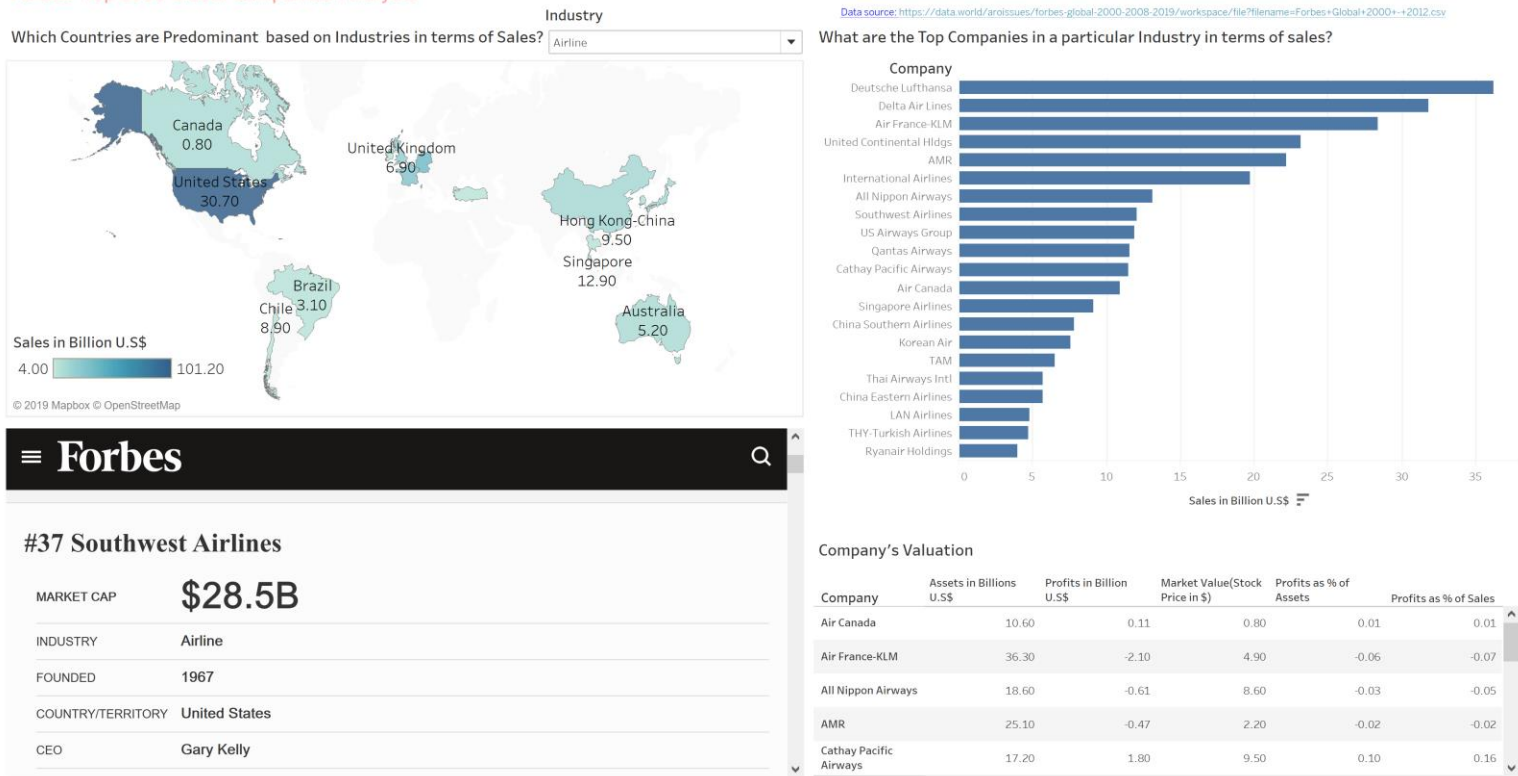 Industry
Data source: https://data.world/aroissues/forbes-global-2000-2008-2019/workspace/file?filename=Forbes+Global+2000+-+2012.csv
Which Countries are Predominant based on Industries in terms of Sales?
Airline
What are the Top Companies in a particular Industry in terms of sales?
Canada
0.80
United States
30.70
United Kingdom
6.90
Hong Kong-China
9.50
Singapore
12.90
Brazil
3.10
Chile
8.90
Australia
5.20
Sales in Billion U.S$
4.00
101.20
© 2019 Mapbox © OpenStreetMap
Company
Deutsche Lufthansa
Delta Air Lines
Air France-KLM
United Continental Hldgs
AMR
International Airlines
All Nippon Airways
Southwest Airlines
US Airways Group
Qantas Airways
Cathay Pacific Airways
Air Canada
Singapore Airlines
China Southern Airlines
Korean Air
TAM
Thai Airways Intl
China Eastern Airlines
LAN Airlines
THY-Turkish Airlines
Ryanair Holdings
0 5 10 15 20 25 30 35
Sales in Billion U.S$
Forbes
#37 Southwest Airlines
MARKET CAP $28.5B
INDUSTRY Airline
FOUNDED 1967
COUNTRY/TERRITORY United States
CEO Gary Kelly
Company's Valuation
Company Assets in Billions U.S$ Profits in Billion U.S$ Market Value(Stock Price in $) Profits as % of Assets Profits as % of Sales
Air Canada 10.60 0.11 0.80 0.01 0.01
Air France-KLM 36.30 -2.10 4.90 -0.06 -0.07
All Nippon Airways 18.60 -0.61 8.60 -0.03 -0.05
AMR 25.10 -0.47 2.20 -0.02 -0.02
Cathay Pacific Airways 17.20 1.80 9.50 0.10 0.16